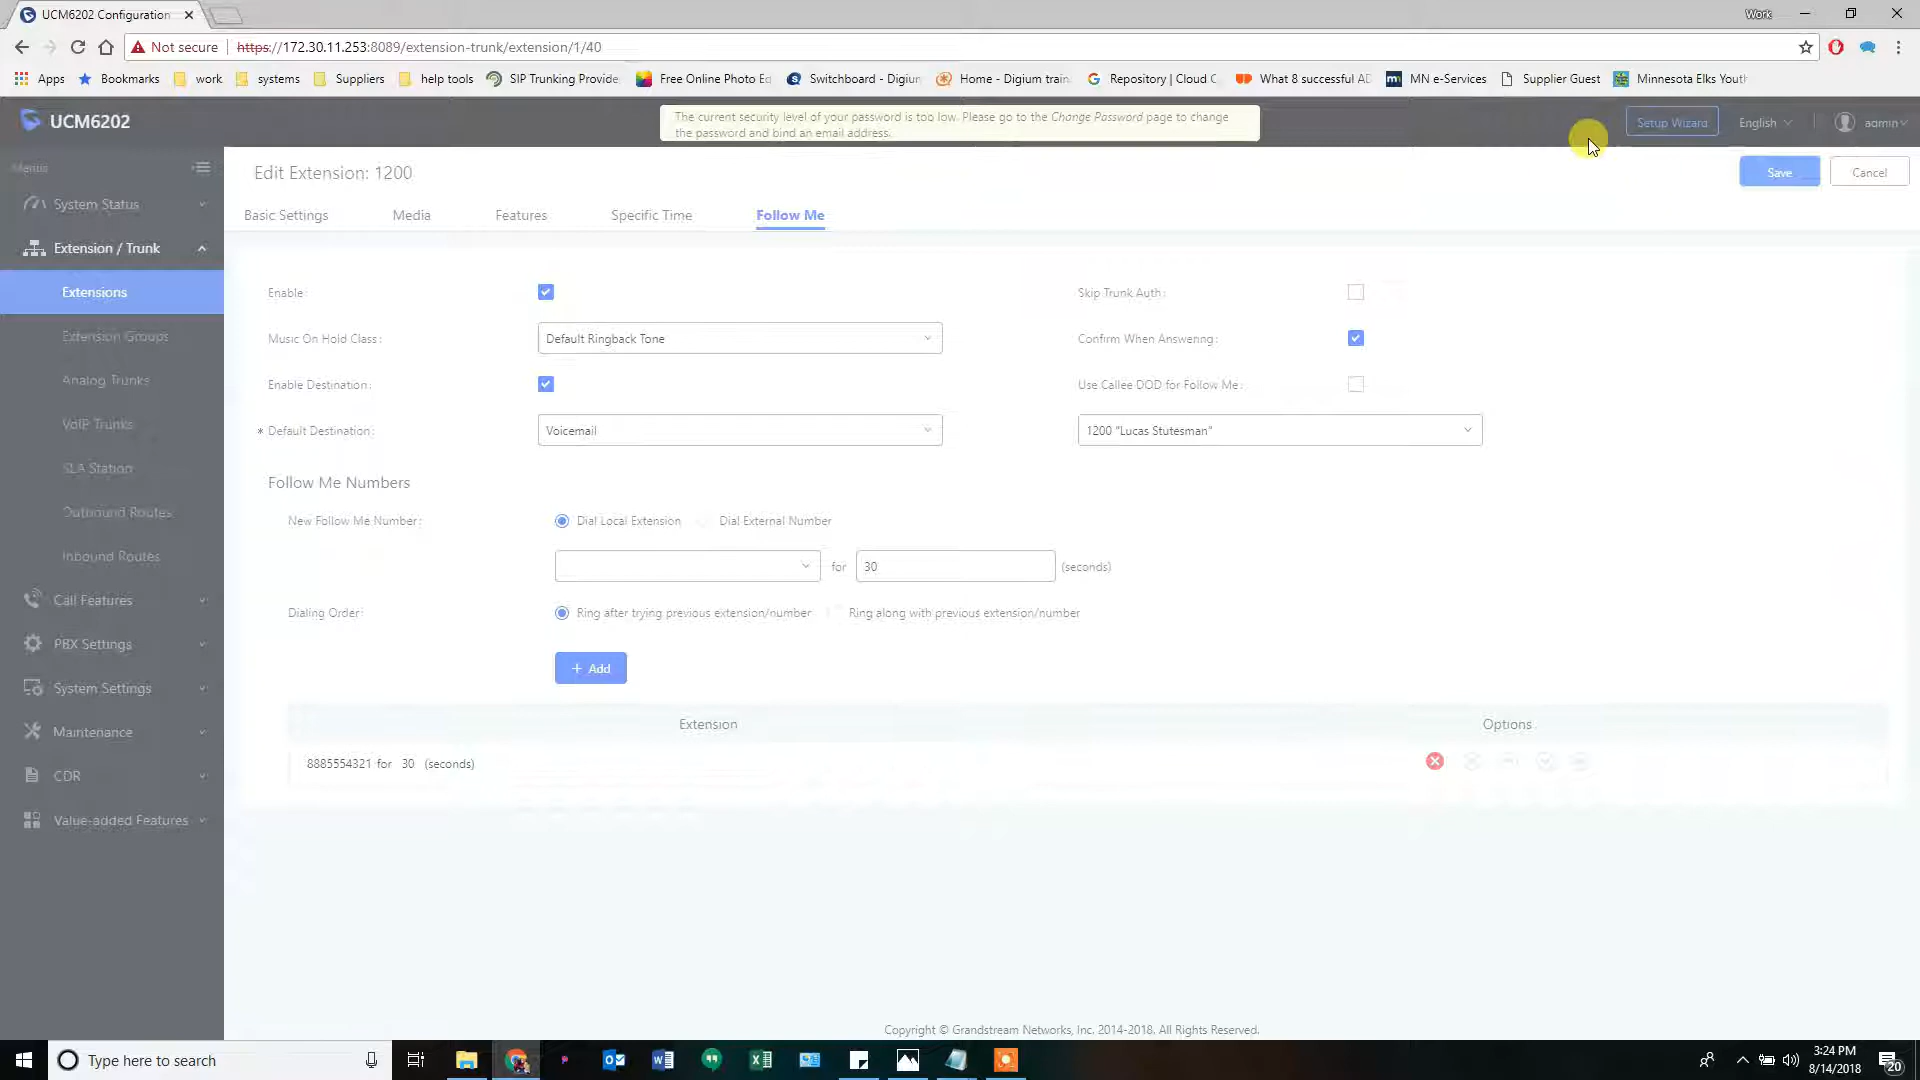 UCM6202 Configuration
Work
Not secure
https://172.30.11.253:8089/extension-trunk/extension/1/40
Apps
Bookmarks
work
systems
Suppliers
help tools
SIP Trunking Provide
Free Online Photo Ed
Switchboard - Digiun
Home - Digium train
Repository | Cloud C
What 8 successful AD
MN e-Services
Supplier Guest
Minnesota Elks Youth
UCM6202
The current security level of your password is too low. Please go to the Change Password page to change
the password and bind an email address.
Setup Wizard
English
admin
Menus
Edit Extension: 1200
Save
Cancel
System Status
Basic Settings
Media
Features
Specific Time
Follow Me
Extension / Trunk
Extensions
Extension Groups
Analog Trunks
VoIP Trunks
SLA Station
Outbound Routes
Inbound Routes
Call Features
PBX Settings
System Settings
Maintenance
CDR
Value-added Features
Enable:
Skip Trunk Auth:
Music On Hold Class:
Default Ringback Tone
Confirm When Answering:
Enable Destination:
Use Callee DOD for Follow Me:
* Default Destination:
Voicemail
1200 "Lucas Stutesman"
Follow Me Numbers
New Follow Me Number:
Dial Local Extension
Dial External Number
for
30
(seconds)
Dialing Order:
Ring after trying previous extension/number
Ring along with previous extension/number
+ Add
Extension
Options
8885554321 for 30 (seconds)
Copyright © Grandstream Networks, Inc. 2014-2018. All Rights Reserved.
Type here to search
3:24 PM
8/14/2018
20